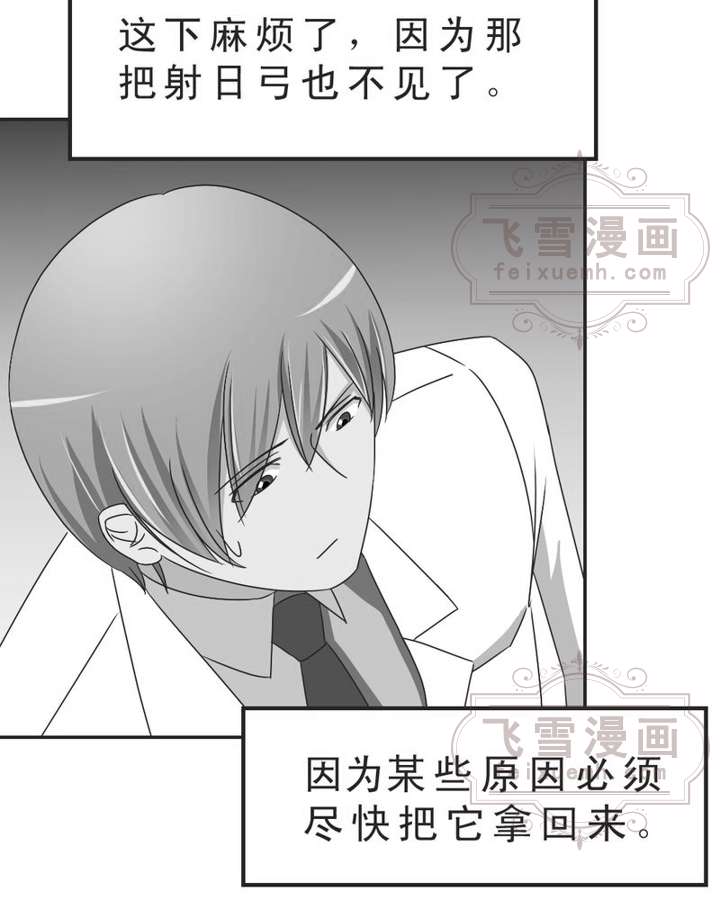 这下麻烦了，因为那
把射日弓也不见了。
飞雪漫画
feixuemh.com
飞雪漫画
feixuemh.com
因为某些原因必须
尽快把它拿回来。